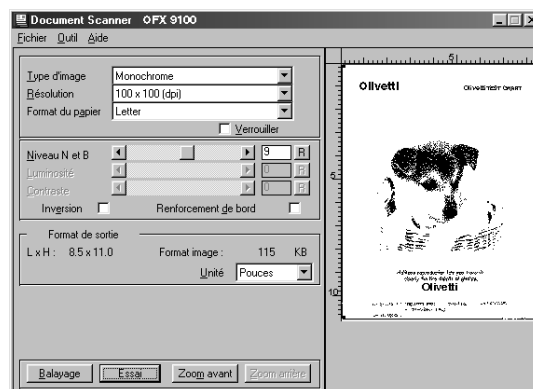 Document Scanner OFX 9100
Fichier Outil Aide
Type d'image Monochrome
Résolution 100 x 100 (dpi)
Format du papier Letter
Verrouiller
Niveau N et B 9 R
Luminosité 0 R
Contraste 0 R
Inversion Renforcement de bord
Format de sortie
L x H : 8.5 x 11.0 Format image : 115 KB
Unité Pouces
Balayage Essai Zoom avant Zoom arrière
5
Olivetti OLIVETTI TEST CHART
5
Olivetti
10